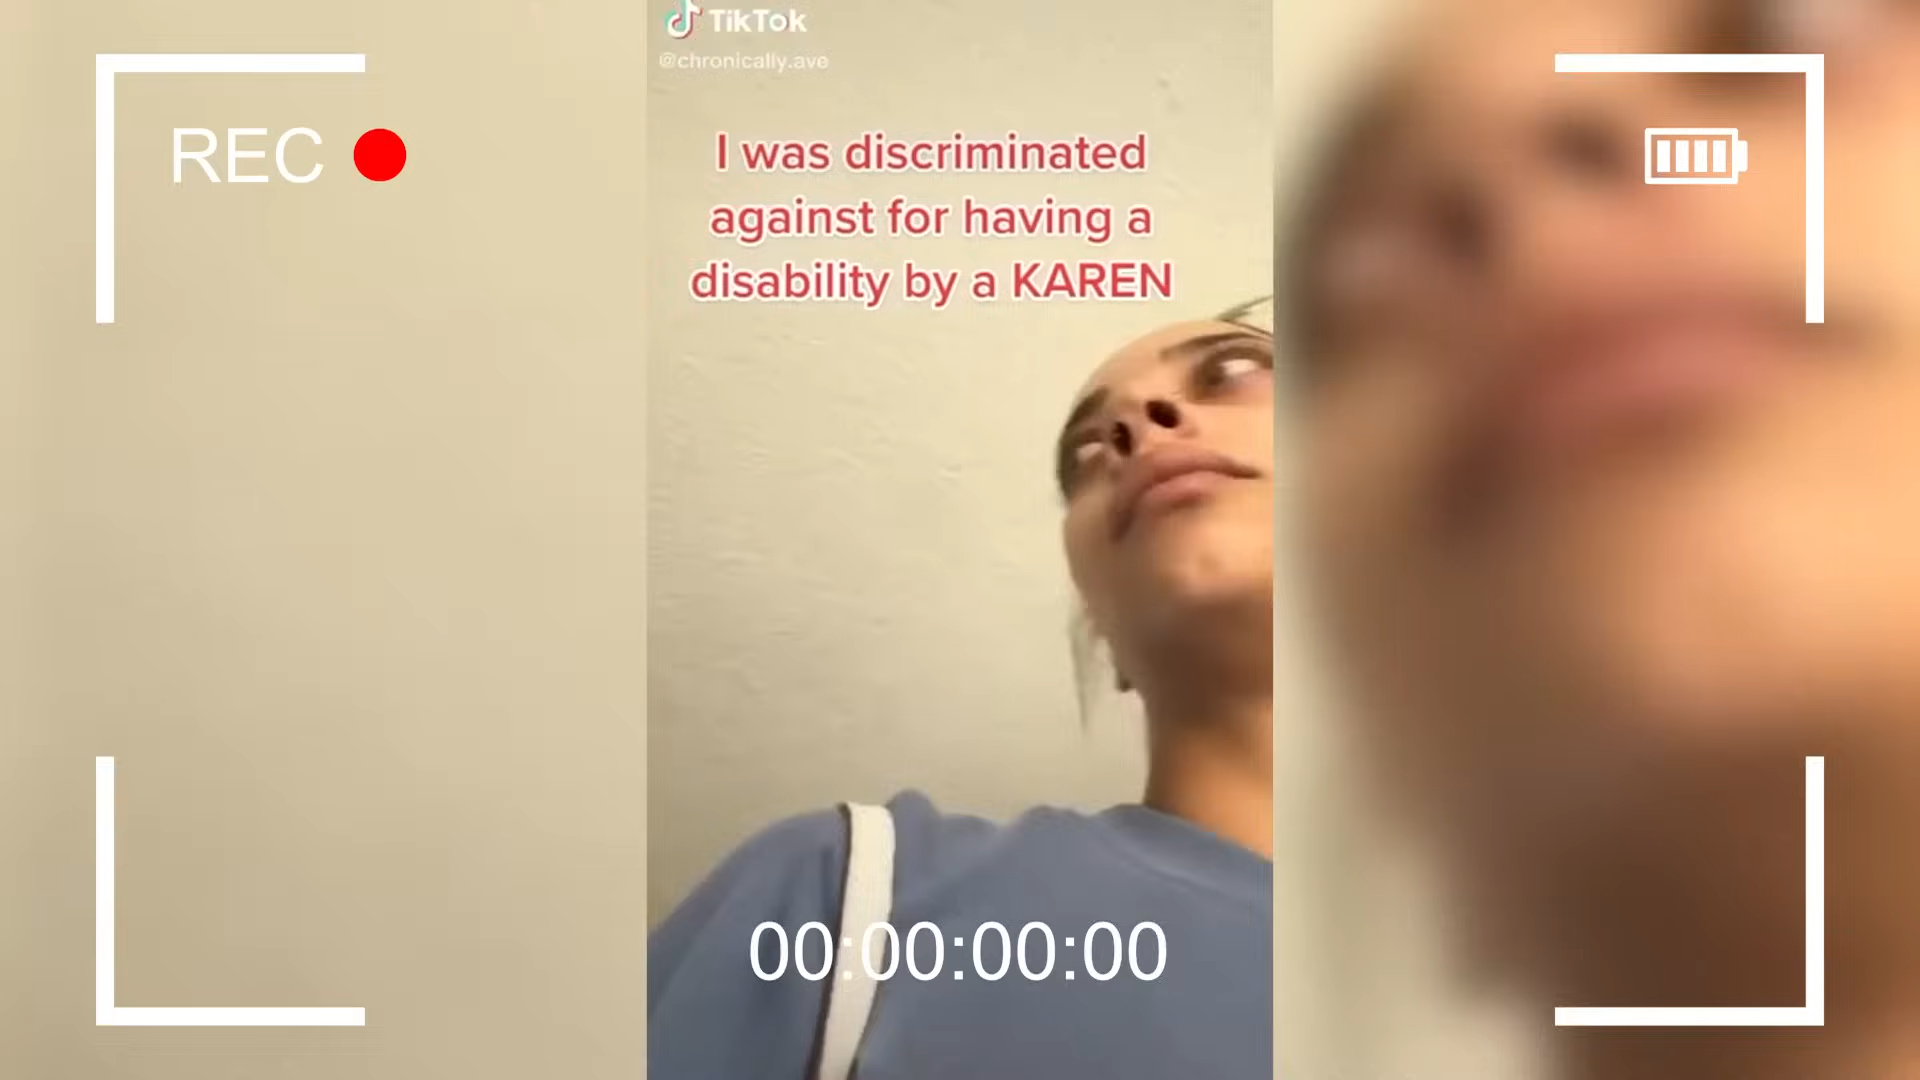 TikTok
@chronically.ave
REC
I was discriminated
against for having a
disability by a KAREN
00:00:00:00